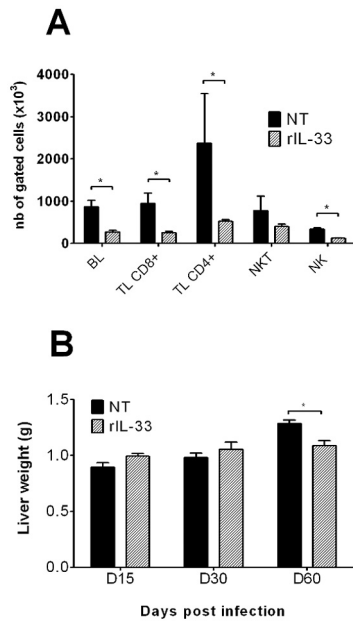 A
nb of gated cells (x10³)
4000
3000
2000
1000
0
*
*
*
*
NT
rIL-33
BL
TL CD8+
TL CD4+
NKT
NK
B
Liver weight (g)
1.5
1.0
0.5
0.0
NT
rIL-33
*
D15
D30
D60
Days post infection